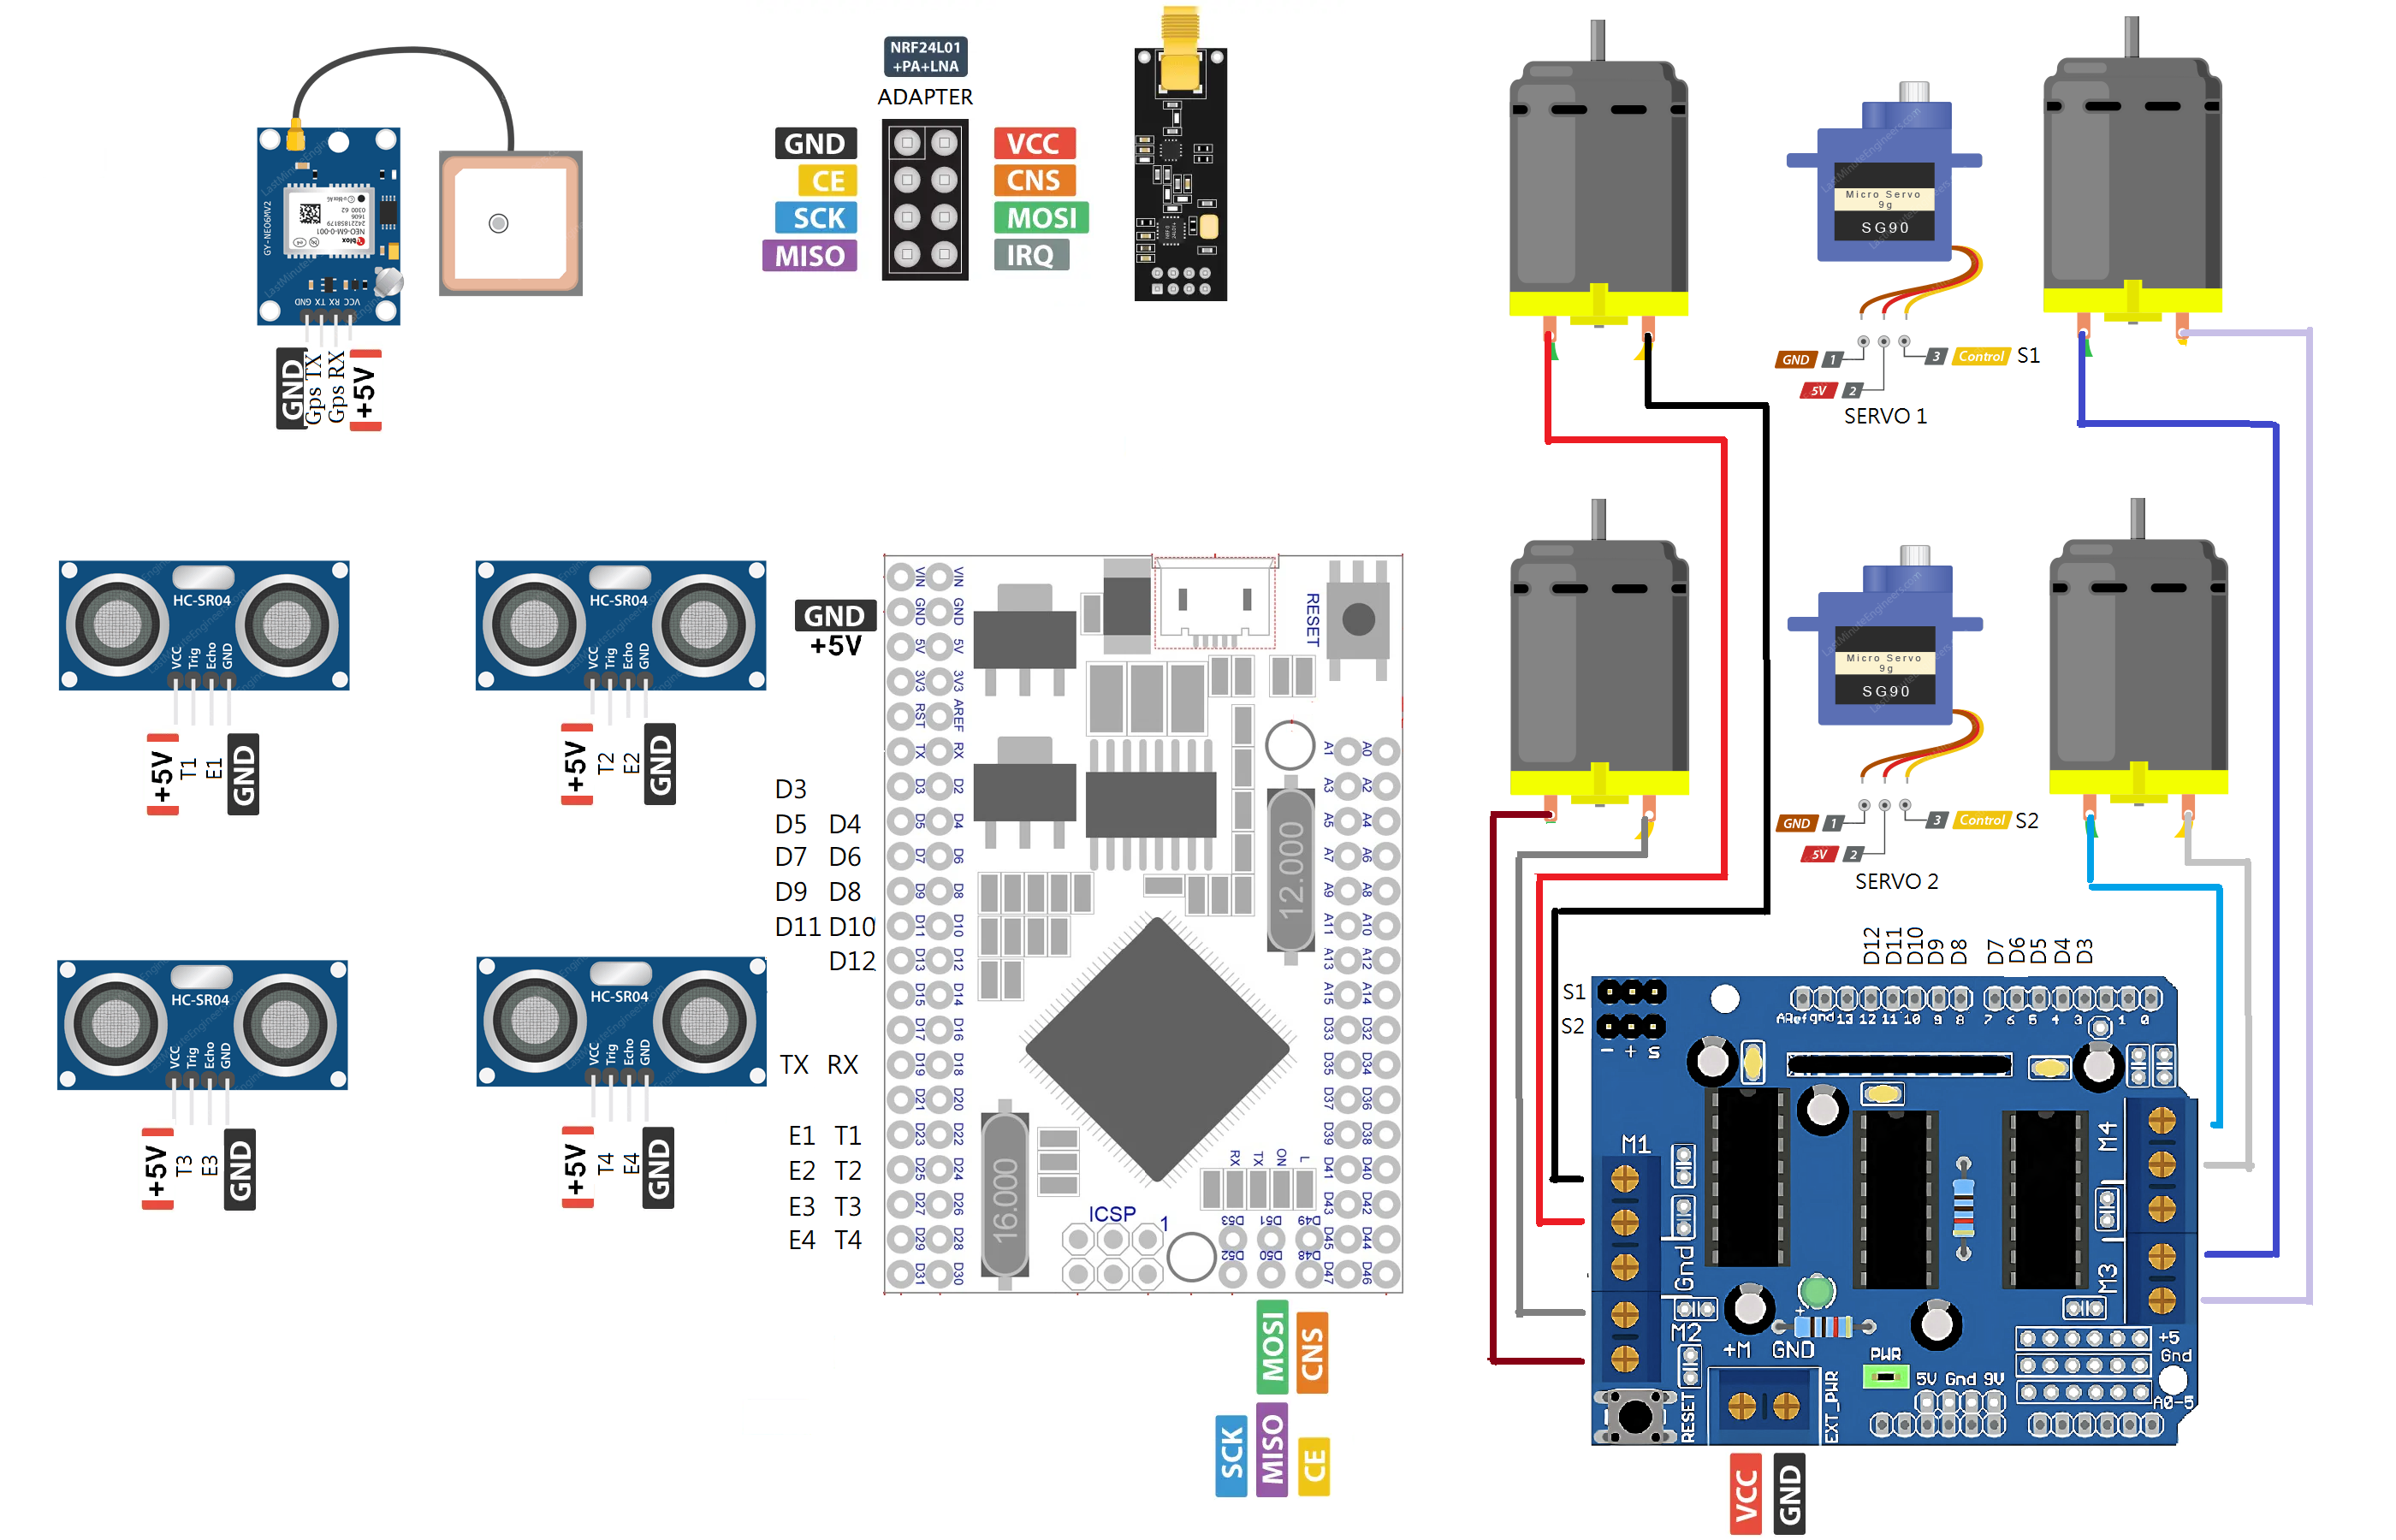 NRF24L01
+PA+LNA
ADAPTER
GND
CE
SCK
MISO
VCC
CNS
MOSI
IRQ
GY-NEO6MV2
NEO-6M-0-001
GND TX RX VCC
GND
Gps TX
Gps RX
+5V
Micro Servo
9g
SG90
GND 1
5V 2
3 Control S1
SERVO 1
Micro Servo
9g
SG90
GND 1
5V 2
3 Control S2
SERVO 2
HC-SR04
VCC Trig Echo GND
+5V T1 E1 GND
HC-SR04
VCC Trig Echo GND
+5V T2 E2 GND
HC-SR04
VCC Trig Echo GND
+5V T3 E3 GND
HC-SR04
VCC Trig Echo GND
+5V T4 E4 GND
GND
+5V
D3
D5 D4
D7 D6
D9 D8
D11 D10
D12
TX RX
E1 T1
E2 T2
E3 T3
E4 T4
VIN VIN
GND GND
5V 5V
3V3 3V3
RST AREF
TX RX
D3 D2
D5 D4
D7 D6
D9 D8
D11 D10
D13 D12
D15 D14
D17 D16
D19 D18
D21 D20
D23 D22
D25 D24
D27 D26
D29 D28
D31 D30
RESET
12.000
16.000
A1 A0
A3 A2
A5 A4
A7 A6
A9 A8
A11 A10
A13 A12
A15 A14
D33 D32
D35 D34
D37 D36
D39 D38
D41 D40
D43 D42
D45 D44
D47 D46
RX TX ON L
ICSP 1
D53 D51 D49
D52 D50 D48
MOSI CNS
SCK MISO CE
D12 D11 D10 D9 D8 D7 D6 D5 D4 D3
S1
S2
- + s
ARef gnd 13 12 11 10 9 8 7 6 5 4 3 1 0
M1
Gnd
M2
M4
M3
+M GND
PWR
+5
Gnd
A0-5
5V Gnd 9V
RESET
EXT_PWR
VCC GND